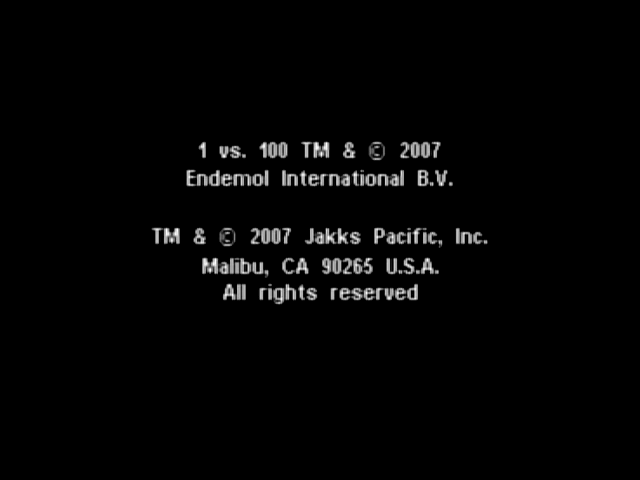 1 vs. 100 TM & © 2007
Endemol International B.V.
TM & © 2007 Jakks Pacific, Inc.
Malibu, CA 90265 U.S.A.
All rights reserved